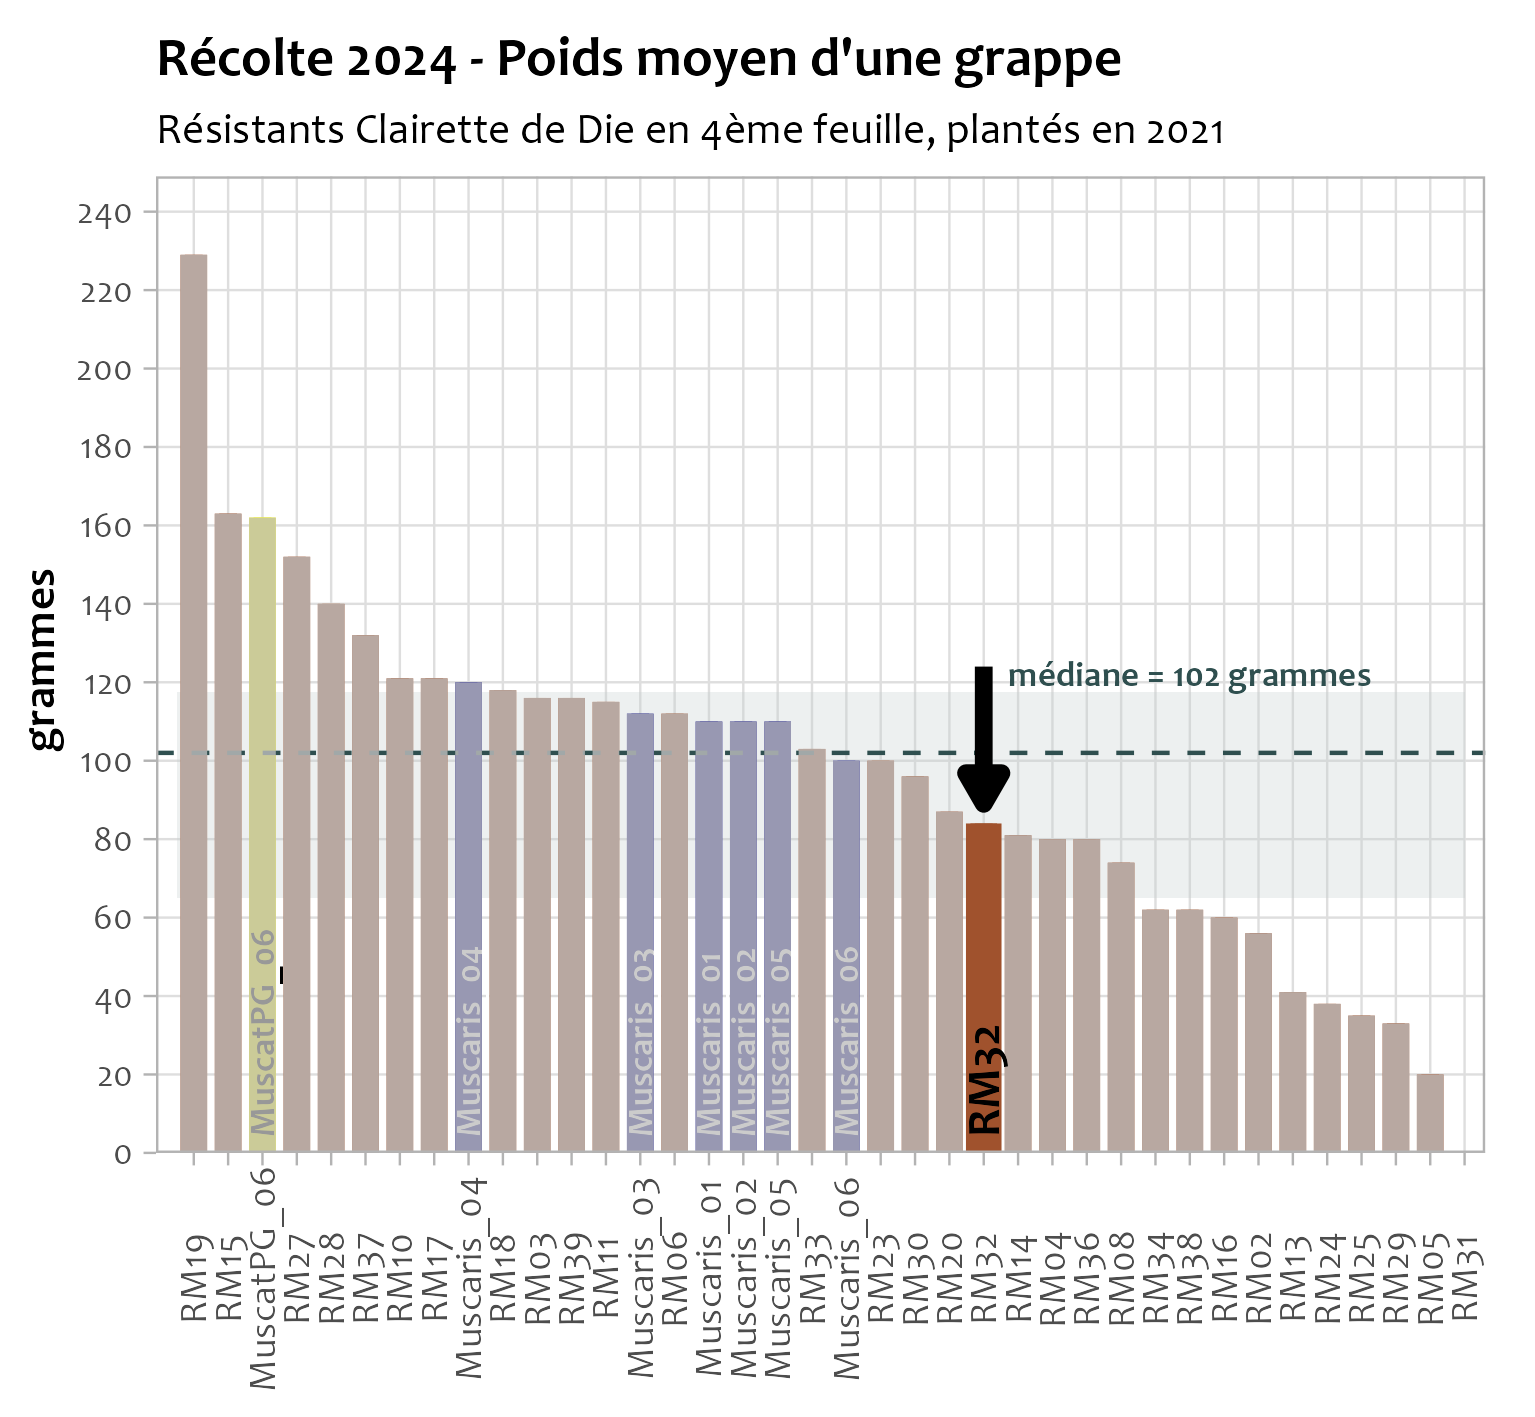 Récolte 2024 - Poids moyen d'une grappe
Résistants Clairette de Die en 4ème feuille, plantés en 2021
grammes
240
220
200
180
160
140
120
100
80
60
40
20
0
médiane = 102 grammes
MuscatPG_06
Muscaris_04
Muscaris_03
Muscaris_01
Muscaris_02
Muscaris_05
Muscaris_06
RM32
RM19
RM15
MuscatPG_06
RM27
RM28
RM37
RM10
RM17
Muscaris_04
RM18
RM03
RM39
RM11
Muscaris_03
RM06
Muscaris_01
Muscaris_02
Muscaris_05
RM33
Muscaris_06
RM23
RM30
RM20
RM32
RM14
RM04
RM36
RM08
RM34
RM38
RM16
RM02
RM13
RM24
RM25
RM29
RM05
RM31